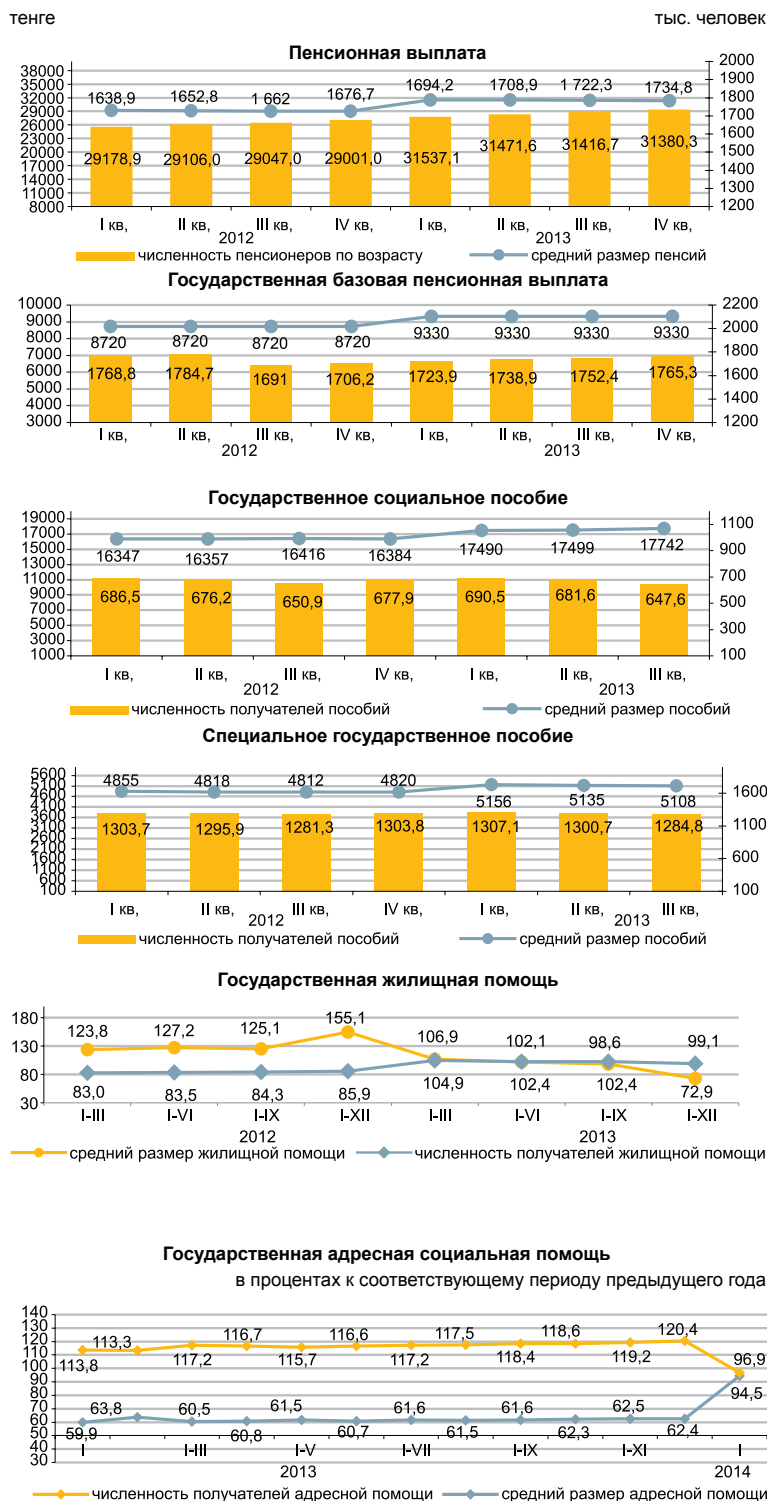 тенге тыс. человек
Пенсионная выплата
38000 35000 32000 29000 26000 23000 20000 17000 14000 11000 8000
2000 1900 1800 1700 1600 1500 1400 1300 1200
1638,9 1652,8 1 662 1676,7 1694,2 1708,9 1 722,3 1734,8
29178,9 29106,0 29047,0 29001,0 31537,1 31471,6 31416,7 31380,3
I кв, II кв, III кв, IV кв, I кв, II кв, III кв, IV кв,
2012 2013
численность пенсионеров по возрасту средний размер пенсий
Государственная базовая пенсионная выплата
10000 9000 8000 7000 6000 5000 4000 3000
2200 2000 1800 1600 1400 1200
8720 8720 8720 8720 9330 9330 9330 9330
1768,8 1784,7 1691 1706,2 1723,9 1738,9 1752,4 1765,3
I кв, II кв, III кв, IV кв, I кв, II кв, III кв, IV кв,
2012 2013
Государственное социальное пособие
19000 17000 15000 13000 11000 9000 7000 5000 3000 1000
1100 900 700 500 300 100
16347 16357 16416 16384 17490 17499 17742
686,5 676,2 650,9 677,9 690,5 681,6 647,6
I кв, II кв, III кв, IV кв, I кв, II кв, III кв,
2012 2013
численность получателей пособий средний размер пособий
Специальное государственное пособие
5600 5100 4600 4100 3600 3100 2600 2100 1600 1100 600 100
1600 1100 600 100
4855 4818 4812 4820 5156 5135 5108
1303,7 1295,9 1281,3 1303,8 1307,1 1300,7 1284,8
I кв, II кв, III кв, IV кв, I кв, II кв, III кв,
2012 2013
численность получателей пособий средний размер пособий
Государственная жилищная помощь
180 130 80 30
123,8 127,2 125,1 155,1 106,9 102,1 98,6 99,1
83,0 83,5 84,3 85,9 104,9 102,4 102,4 72,9
I-III I-VI I-IX I-XII I-III I-VI I-IX I-XII
2012 2013
средний размер жилищной помощи численность получателей жилищной помощи
Государственная адресная социальная помощь
в процентах к соответствующему периоду предыдущего года
140 130 120 110 100 90 80 70 60 50 40 30
113,8 113,3 117,2 116,7 115,7 116,6 117,2 117,5 118,4 118,6 119,2 120,4 96,9
59,9 63,8 60,5 60,8 61,5 60,7 61,6 61,5 61,6 62,3 62,5 62,4 94,5
I I-III I-V I-VII I-IX I-XI I
2013 2014
численность получателей адресной помощи средний размер адресной помощи